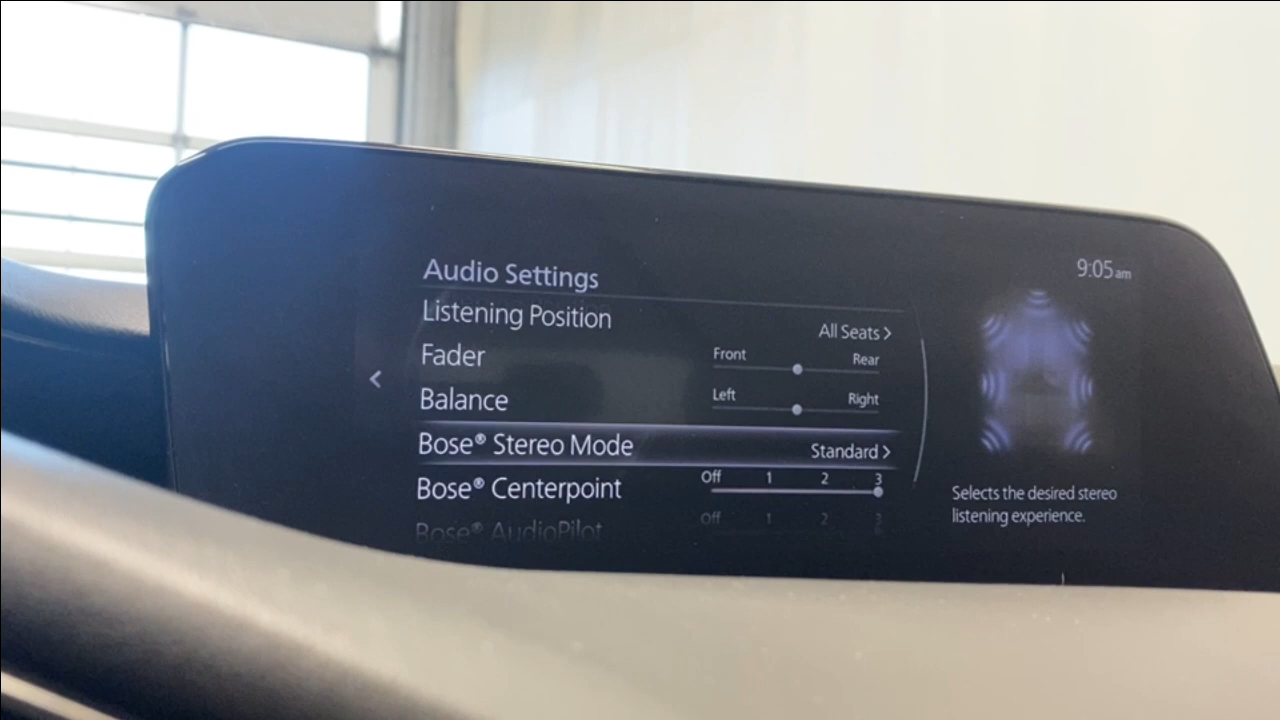 Audio Settings
9:05 am
Listening Position
All Seats >
Fader
Front
Rear
Balance
Left
Right
Bose® Stereo Mode
Standard >
Bose® Centerpoint
Off 1 2 3
Bose® AudioPilot
Off 1 2 3
Selects the desired stereo
listening experience.